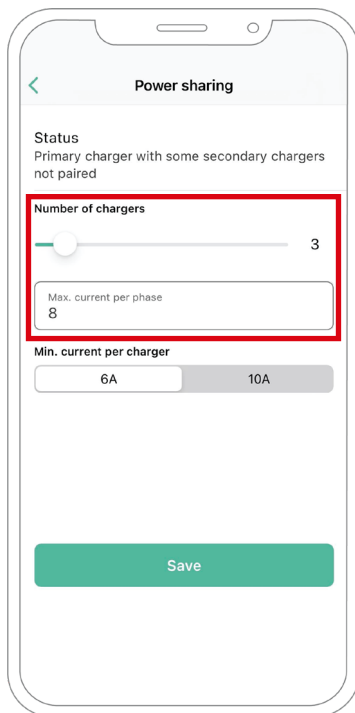 Power sharing
Status
Primary charger with some secondary chargers
not paired
Number of chargers
3
Max. current per phase
8
Min. current per charger
6A
10A
Save